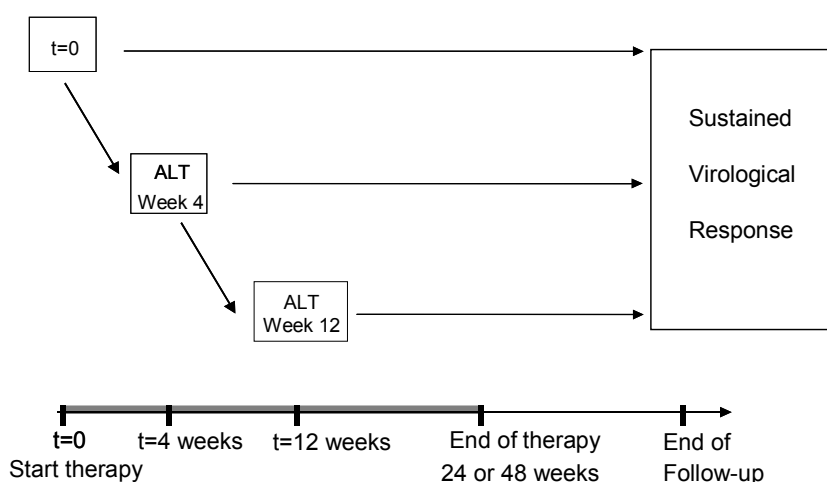 t=0
ALT
Week 4
ALT
Week 12
Sustained
Virological
Response
t=0
Start therapy
t=4 weeks
t=12 weeks
End of therapy
24 or 48 weeks
End of
Follow-up